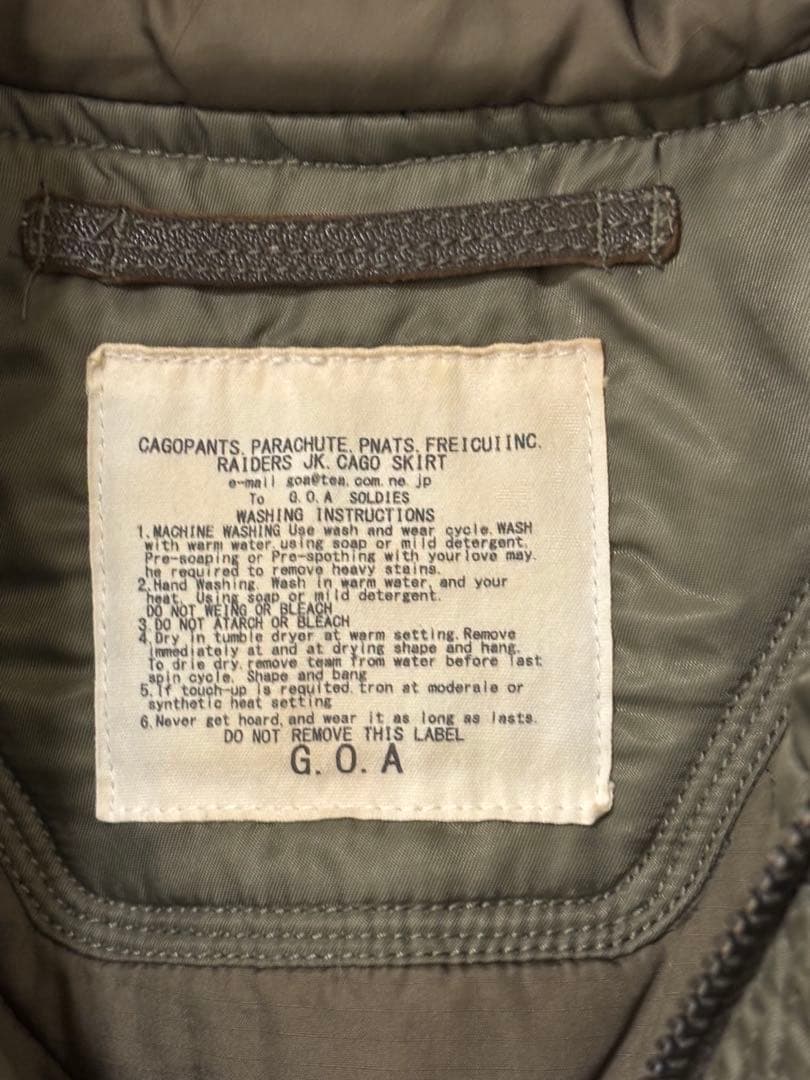 CAGOPANTS. PARACHUTE. PNATS. FREICUIINC.
RAIDERS JK. CAGO SKIRT
e-mail goa@tea.com.ne.jp
To G.O.A SOLDIES
WASHING INSTRUCTIONS
1. MACHINE WASHING Use wash and wear cycle. WASH
with warm water, using soap or mild detergent.
Pre-soaping or Pre-spothing with your love may.
he required to remove heavy stains.
2. Hand Washing. Wash in warm water, and your
heat. Using soap or mild detergent.
DO NOT WEING OR BLEACH
3. DO NOT ATARCH OR BLEACH
4. Dry in tumble dryer at warm setting. Remove
immediately at and at drying shape and hang.
To drie dry. remove team from water before last
spin cycle. Shape and bang
5. If touch-up is requited. tron at moderale or
synthetic heat setting
6. Never get hoard, and wear it as long as lasts.
DO NOT REMOVE THIS LABEL
G.O.A